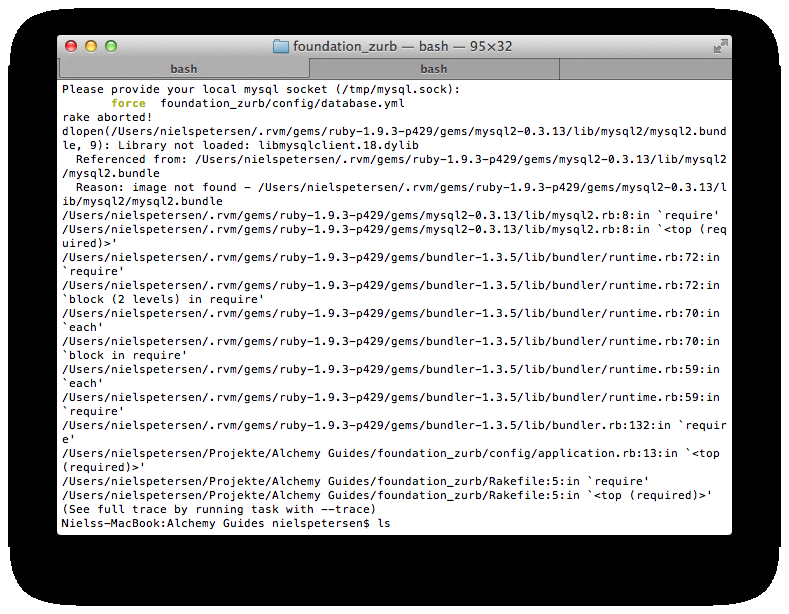 foundation_zurb — bash — 95×32
bash bash
Please provide your local mysql socket (/tmp/mysql.sock):
force foundation_zurb/config/database.yml
rake aborted!
dlopen(/Users/nielspetersen/.rvm/gems/ruby-1.9.3-p429/gems/mysql2-0.3.13/lib/mysql2/mysql2.bund
le, 9): Library not loaded: libmysqlclient.18.dylib
Referenced from: /Users/nielspetersen/.rvm/gems/ruby-1.9.3-p429/gems/mysql2-0.3.13/lib/mysql2
/mysql2.bundle
Reason: image not found - /Users/nielspetersen/.rvm/gems/ruby-1.9.3-p429/gems/mysql2-0.3.13/l
ib/mysql2/mysql2.bundle
/Users/nielspetersen/.rvm/gems/ruby-1.9.3-p429/gems/mysql2-0.3.13/lib/mysql2.rb:8:in `require'
/Users/nielspetersen/.rvm/gems/ruby-1.9.3-p429/gems/mysql2-0.3.13/lib/mysql2.rb:8:in `<top (req
uired)>'
/Users/nielspetersen/.rvm/gems/ruby-1.9.3-p429/gems/bundler-1.3.5/lib/bundler/runtime.rb:72:in
`require'
/Users/nielspetersen/.rvm/gems/ruby-1.9.3-p429/gems/bundler-1.3.5/lib/bundler/runtime.rb:72:in
`block (2 levels) in require'
/Users/nielspetersen/.rvm/gems/ruby-1.9.3-p429/gems/bundler-1.3.5/lib/bundler/runtime.rb:70:in
`each'
/Users/nielspetersen/.rvm/gems/ruby-1.9.3-p429/gems/bundler-1.3.5/lib/bundler/runtime.rb:70:in
`block in require'
/Users/nielspetersen/.rvm/gems/ruby-1.9.3-p429/gems/bundler-1.3.5/lib/bundler/runtime.rb:59:in
`each'
/Users/nielspetersen/.rvm/gems/ruby-1.9.3-p429/gems/bundler-1.3.5/lib/bundler/runtime.rb:59:in
`require'
/Users/nielspetersen/.rvm/gems/ruby-1.9.3-p429/gems/bundler-1.3.5/lib/bundler.rb:132:in `requir
e'
/Users/nielspetersen/Projekte/Alchemy Guides/foundation_zurb/config/application.rb:13:in `<top
(required)>'
/Users/nielspetersen/Projekte/Alchemy Guides/foundation_zurb/Rakefile:5:in `require'
/Users/nielspetersen/Projekte/Alchemy Guides/foundation_zurb/Rakefile:5:in `<top (required)>'
(See full trace by running task with --trace)
Nielss-MacBook:Alchemy Guides nielspetersen$ ls